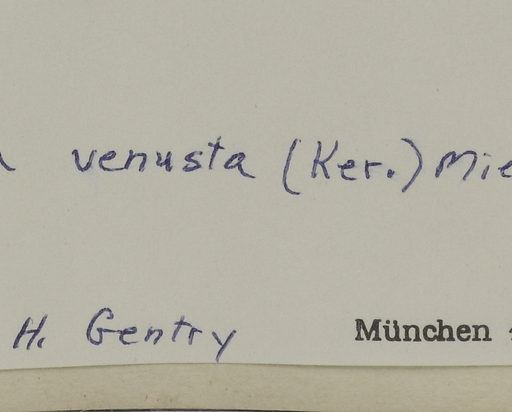 venusta (Ker.) Mie
H. Gentry München